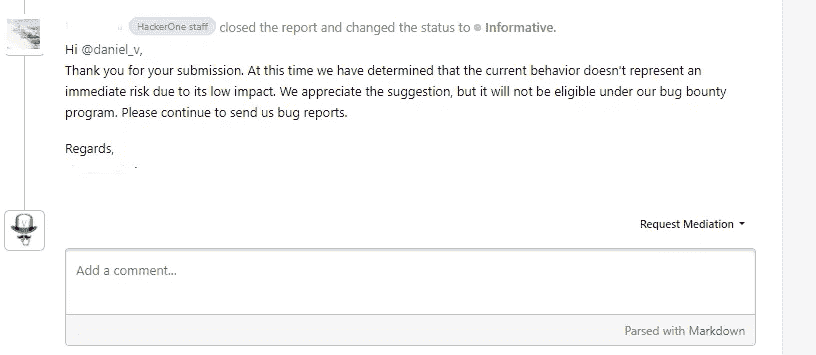 HackerOne staff closed the report and changed the status to Informative.
Hi @daniel_v,
Thank you for your submission. At this time we have determined that the current behavior doesn't represent an
immediate risk due to its low impact. We appreciate the suggestion, but it will not be eligible under our bug bounty
program. Please continue to send us bug reports.
Regards,
Request Mediation
Add a comment...
Parsed with Markdown